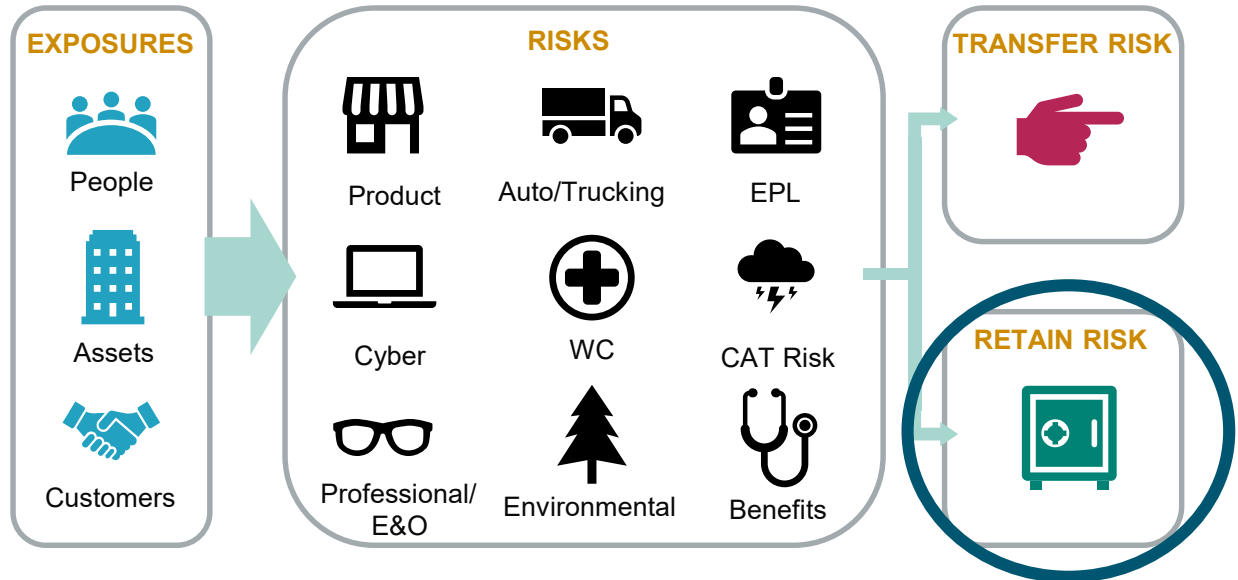 EXPOSURES
People
Assets
Customers
RISKS
Product
Auto/Trucking
EPL
Cyber
WC
CAT Risk
Professional/
E&O
Environmental
Benefits
TRANSFER RISK
RETAIN RISK